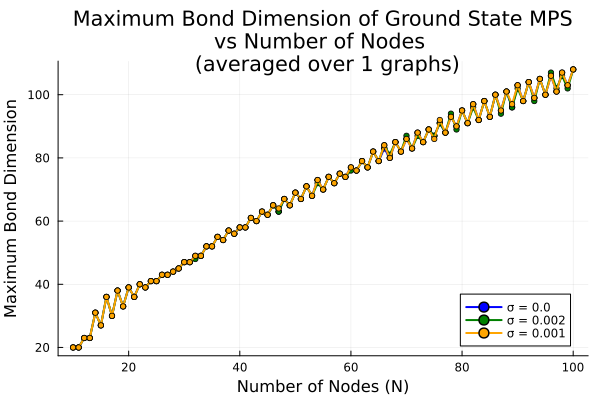 Maximum Bond Dimension of Ground State MPS
vs Number of Nodes
(averaged over 1 graphs)
Maximum Bond Dimension
100
80
60
40
20
20
40
60
80
100
Number of Nodes (N)
σ = 0.0
σ = 0.002
σ = 0.001